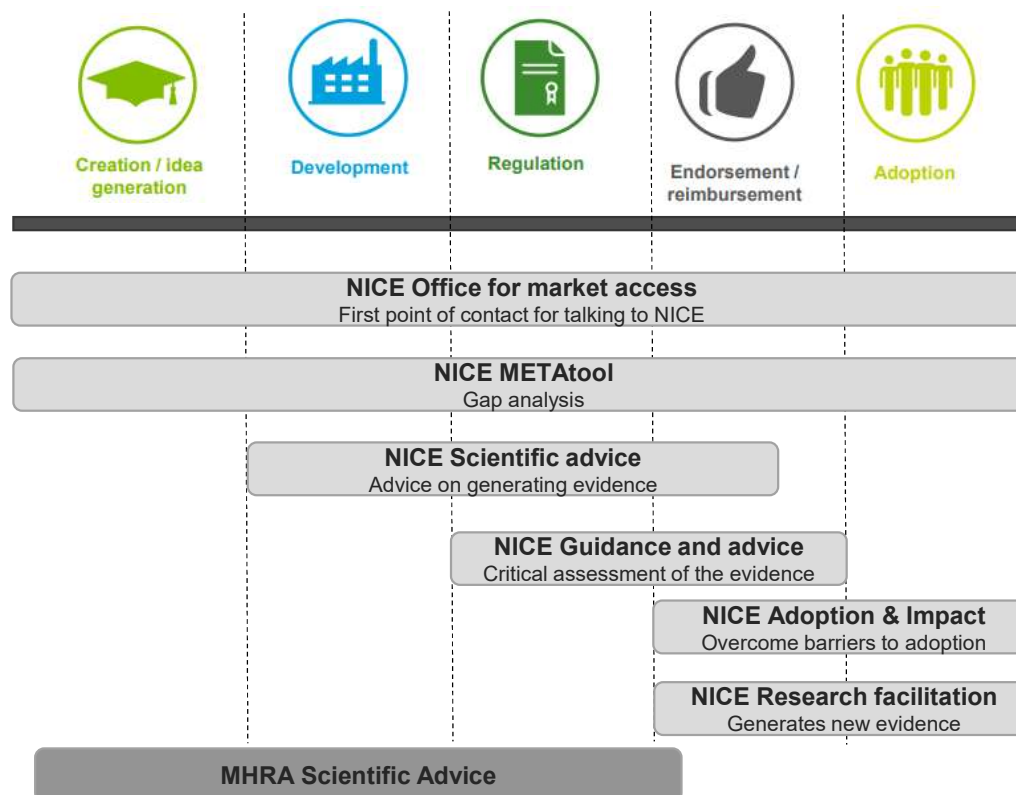 Creation / idea
generation
Development
Regulation
Endorsement /
reimbursement
Adoption
NICE Office for market access
First point of contact for talking to NICE
NICE METAtool
Gap analysis
NICE Scientific advice
Advice on generating evidence
NICE Guidance and advice
Critical assessment of the evidence
NICE Adoption & Impact
Overcome barriers to adoption
NICE Research facilitation
Generates new evidence
MHRA Scientific Advice